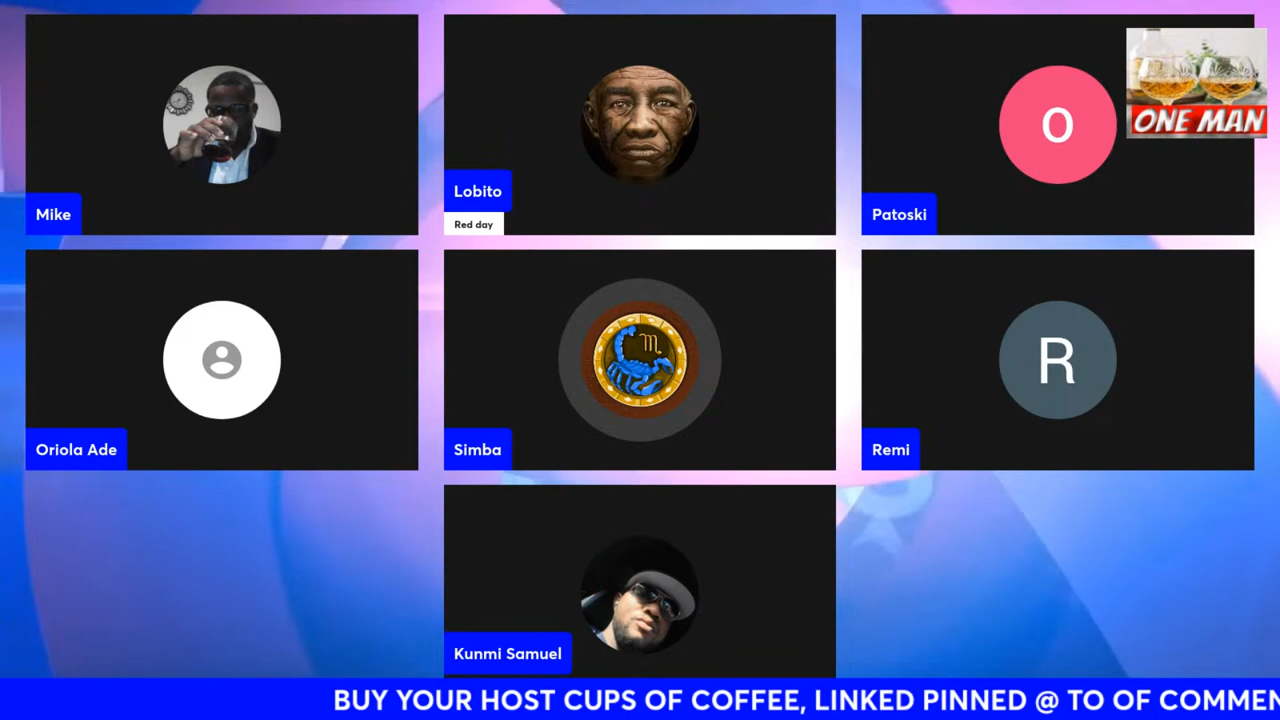 Mike
Lobito
Red day
O
Patoski
ONE MAN
Oriola Ade
Simba
R
Remi
Kunmi Samuel
BUY YOUR HOST CUPS OF COFFEE, LINKED PINNED @ TO OF COMMEN